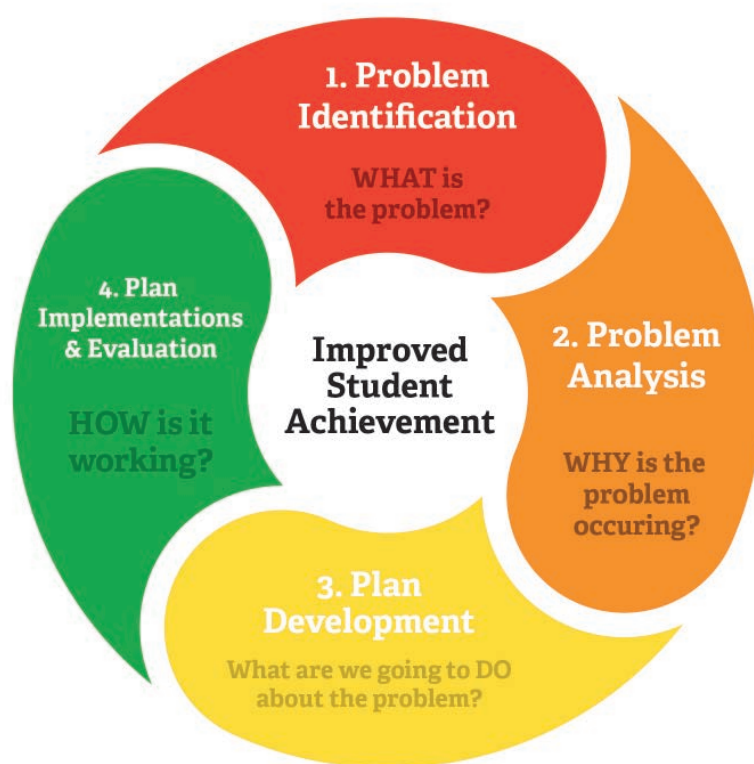 1. Problem
Identification
WHAT is
the problem?
2. Problem
Analysis
WHY is the
problem
occuring?
3. Plan
Development
What are we going to DO
about the problem?
4. Plan
Implementations
& Evaluation
HOW is it
working?
Improved
Student
Achievement